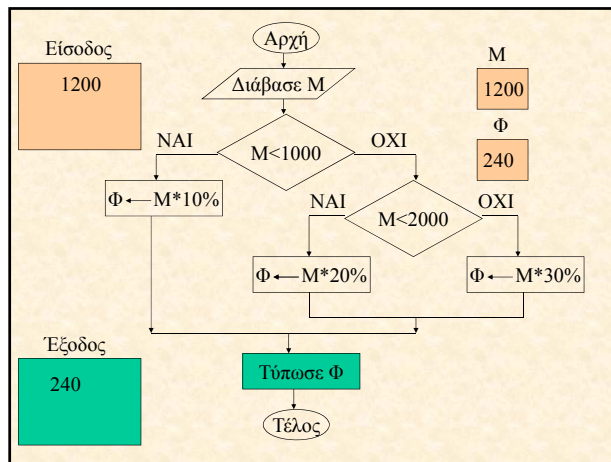 Είσοδος
1200
Αρχή
Διάβασε Μ
Μ
1200
Φ
240
ΝΑΙ
Μ<1000
ΟΧΙ
Φ ← Μ*10%
ΝΑΙ
Μ<2000
ΟΧΙ
Φ ← Μ*20%
Φ ← Μ*30%
Έξοδος
240
Τύπωσε Φ
Τέλος